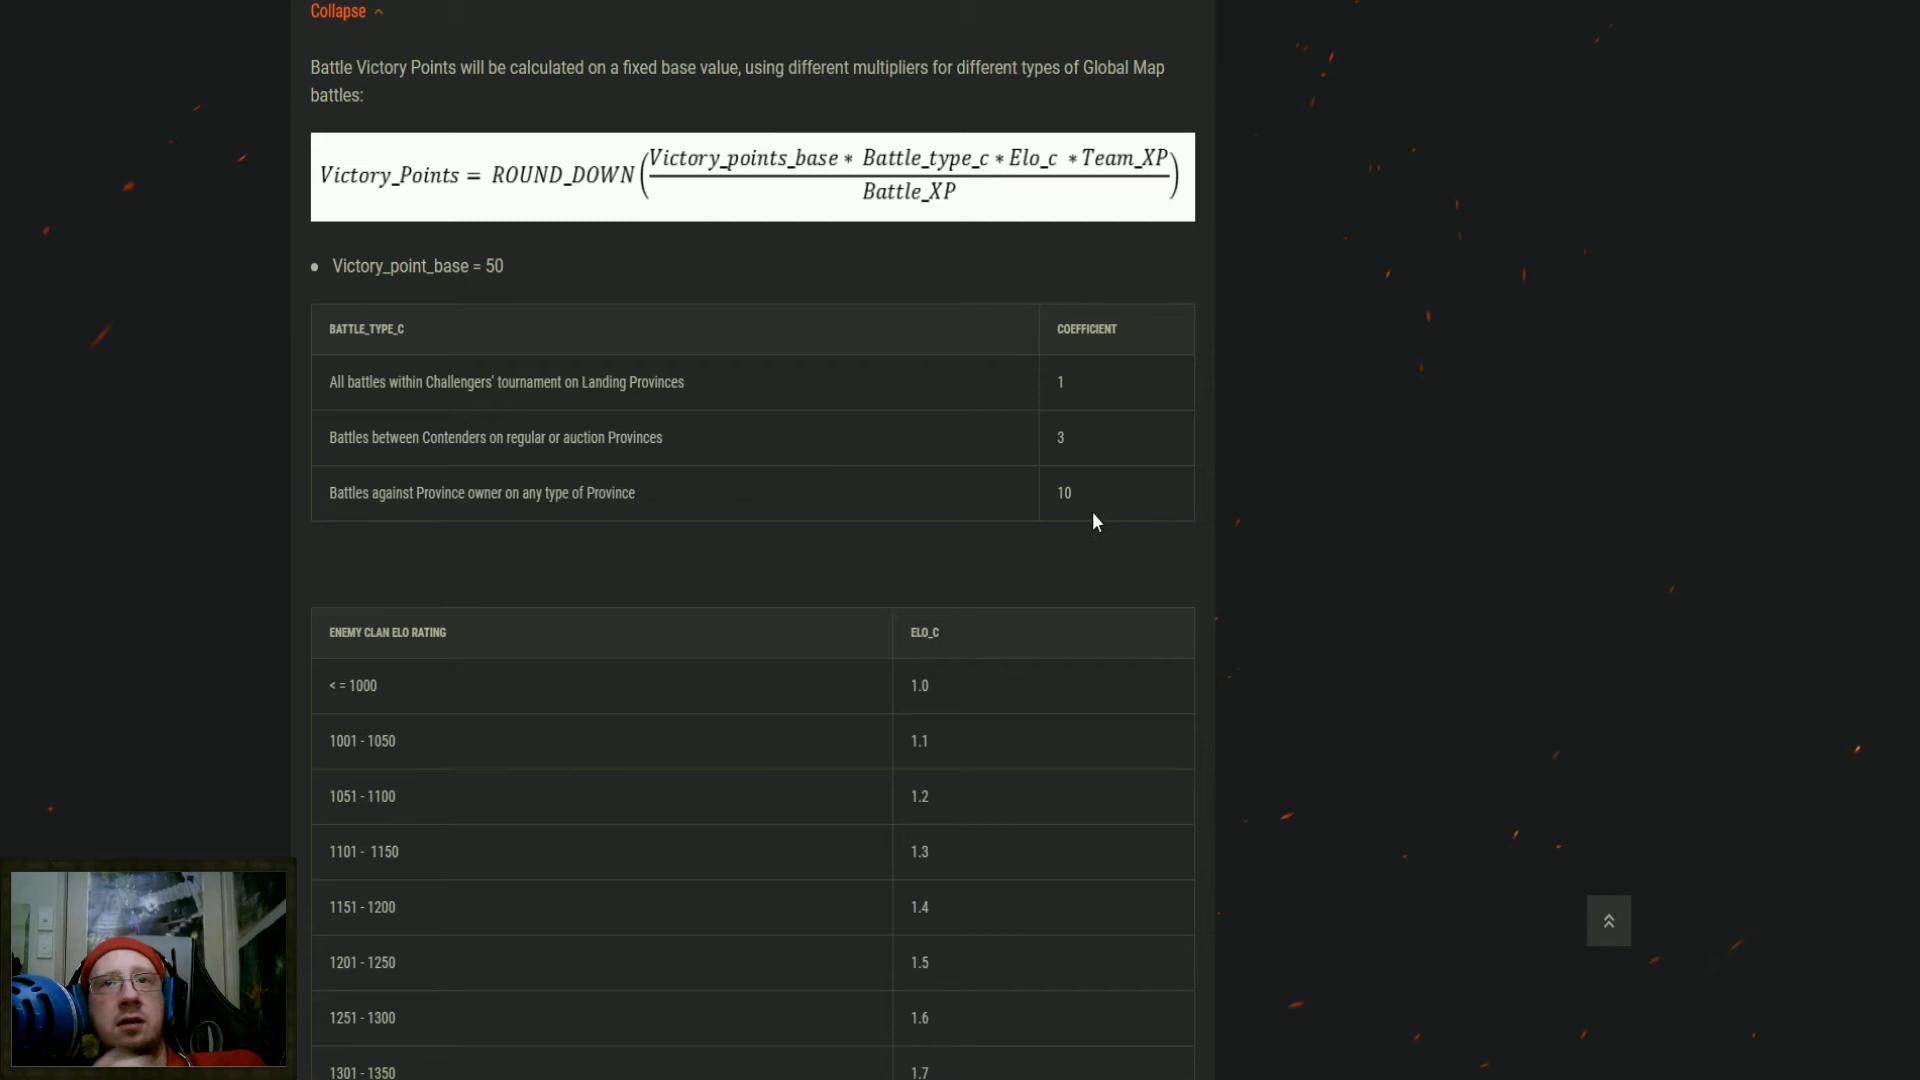 Collapse
Battle Victory Points will be calculated on a fixed base value, using different multipliers for different types of Global Map
battles:
Victory_Points = ROUND_DOWN(Victory_points_base * Battle_type_c * Elo_c * Team_XP / Battle_XP)
• Victory_point_base = 50
BATTLE_TYPE_C COEFFICIENT
All battles within Challengers' tournament on Landing Provinces 1
Battles between Contenders on regular or auction Provinces 3
Battles against Province owner on any type of Province 10
ENEMY CLAN ELO RATING ELO_C
< = 1000 1.0
1001 - 1050 1.1
1051 - 1100 1.2
1101 - 1150 1.3
1151 - 1200 1.4
1201 - 1250 1.5
1251 - 1300 1.6
1301 - 1350 1.7